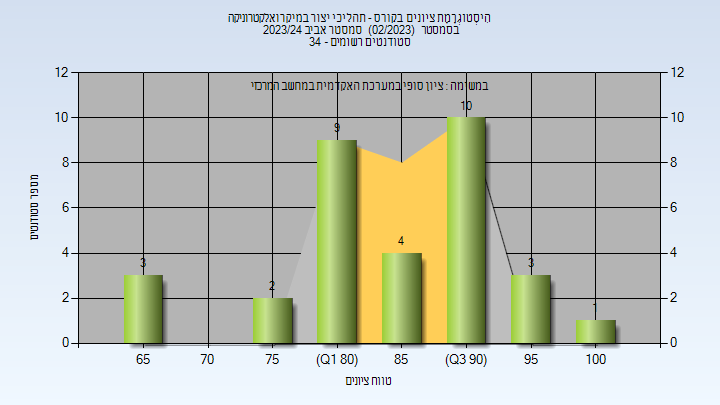 היסטוגרמת ציונים בקורס - תהליכי יצור במיקרואלקטרוניקה
בסמסטר (02/2023) סמסטר אביב 2023/24
סטודנטים רשומים - 34
במשימה : ציון סופי במערכת האקדמית במחשב המרכזי
מספר סטודנטים
12 12
10 10
8 8
6 6
4 4
2 2
0 0
3 2 9 4 10 3 1
65 70 75 (Q1 80) 85 (Q3 90) 95 100
טווח ציונים